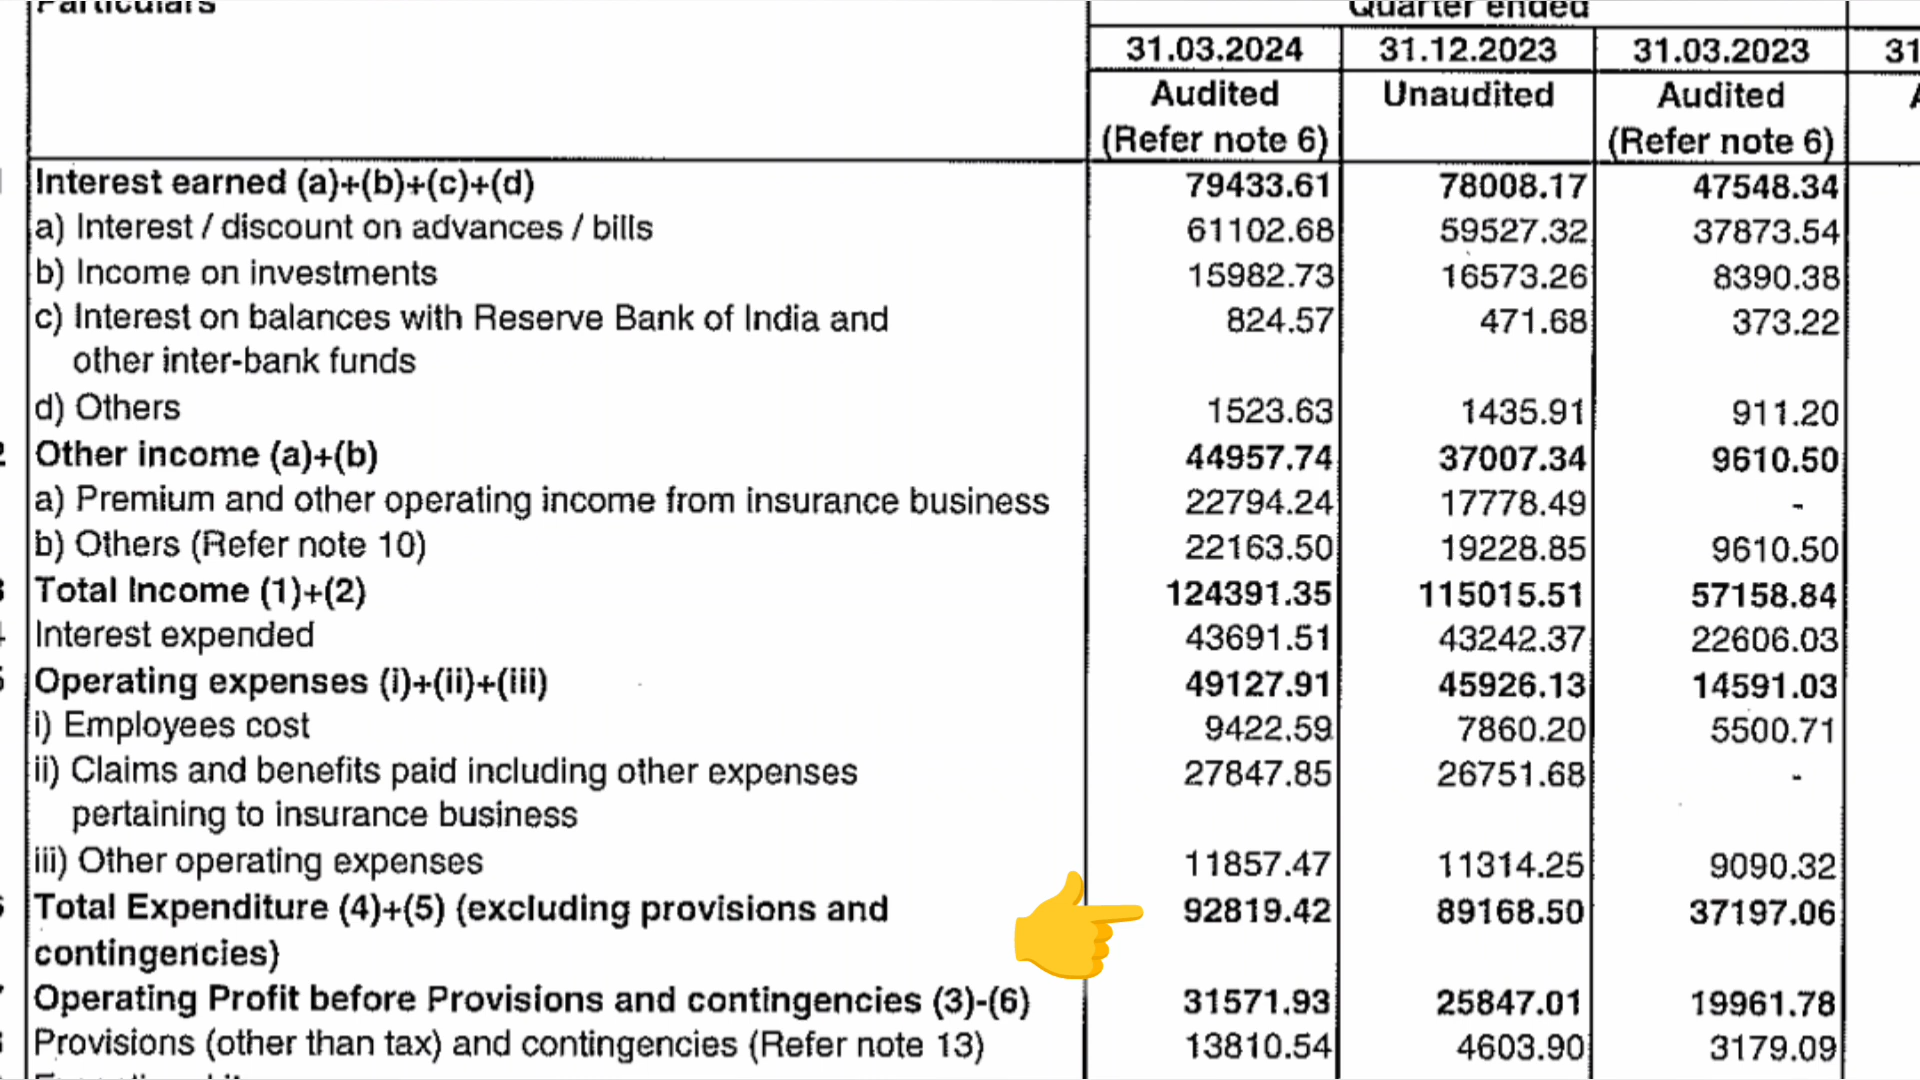 Particulars
Quarter ended
31.03.2024 31.12.2023 31.03.2023 31
Audited Unaudited Audited
(Refer note 6) (Refer note 6)
Interest earned (a)+(b)+(c)+(d) 79433.61 78008.17 47548.34
a) Interest / discount on advances / bills 61102.68 59527.32 37873.54
b) Income on investments 15982.73 16573.26 8390.38
c) Interest on balances with Reserve Bank of India and 824.57 471.68 373.22
other inter-bank funds
d) Others 1523.63 1435.91 911.20
2 Other income (a)+(b) 44957.74 37007.34 9610.50
a) Premium and other operating income from insurance business 22794.24 17778.49 -
b) Others (Refer note 10) 22163.50 19228.85 9610.50
3 Total Income (1)+(2) 124391.35 115015.51 57158.84
4 Interest expended 43691.51 43242.37 22606.03
5 Operating expenses (i)+(ii)+(iii) 49127.91 45926.13 14591.03
i) Employees cost 9422.59 7860.20 5500.71
ii) Claims and benefits paid including other expenses 27847.85 26751.68 -
pertaining to insurance business
iii) Other operating expenses 11857.47 11314.25 9090.32
6 Total Expenditure (4)+(5) (excluding provisions and 92819.42 89168.50 37197.06
contingencies)
7 Operating Profit before Provisions and contingencies (3)-(6) 31571.93 25847.01 19961.78
Provisions (other than tax) and contingencies (Refer note 13) 13810.54 4603.90 3179.09